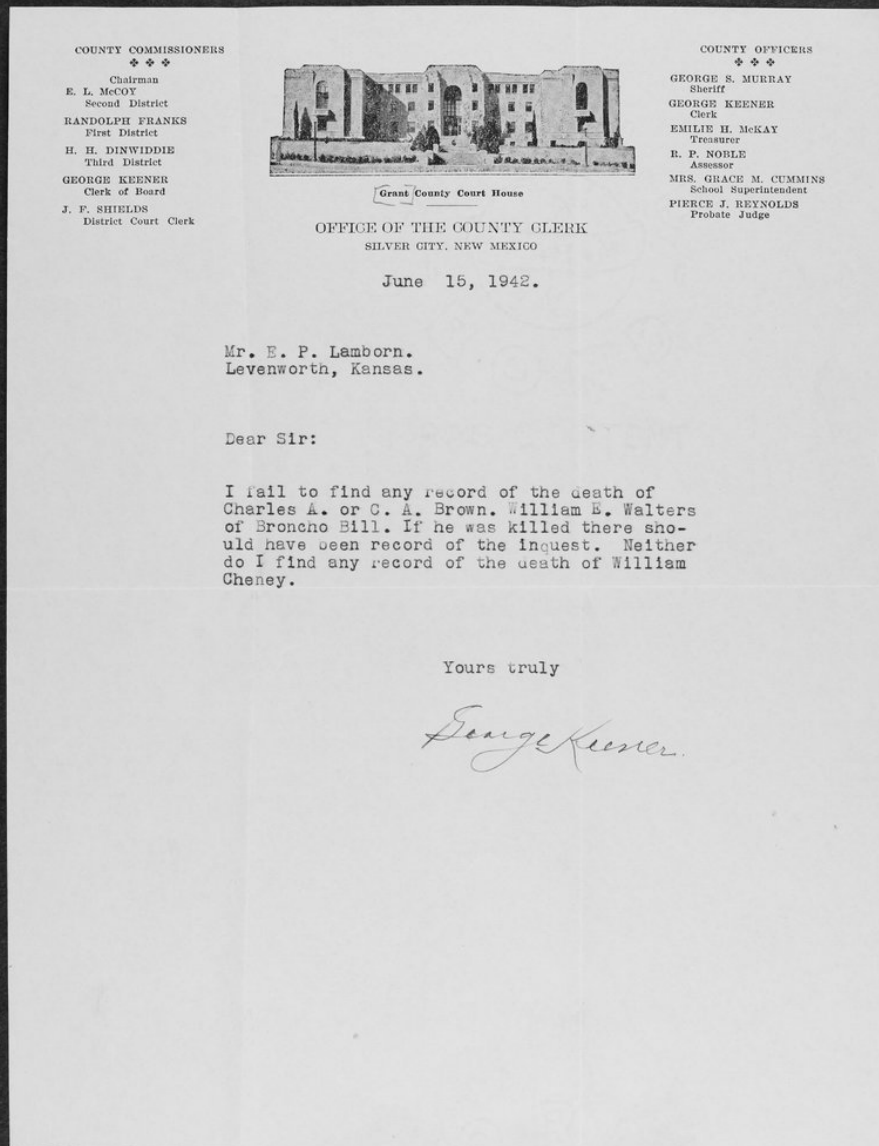 COUNTY COMMISSIONERS
Chairman
E. L. McCOY
Second District
RANDOLPH FRANKS
First District
H. H. DINWIDDIE
Third District
GEORGE KEENER
Clerk of Board
J. F. SHIELDS
District Court Clerk
Grant County Court House
OFFICE OF THE COUNTY CLERK
SILVER CITY, NEW MEXICO
COUNTY OFFICERS
GEORGE S. MURRAY
Sheriff
GEORGE KEENER
Clerk
EMILIE H. McKAY
Treasurer
R. P. NOBLE
Assessor
MRS. GRACE M. CUMMINS
School Superintendent
PIERCE J. REYNOLDS
Probate Judge
June 15, 1942.
Mr. E. P. Lamborn.
Levenworth, Kansas.
Dear Sir:
I fail to find any record of the death of
Charles A. or C. A. Brown. William E. Walters
of Broncho Bill. If he was killed there sho-
uld have been record of the inquest. Neither
do I find any record of the death of William
Cheney.
Yours truly
George Keener.